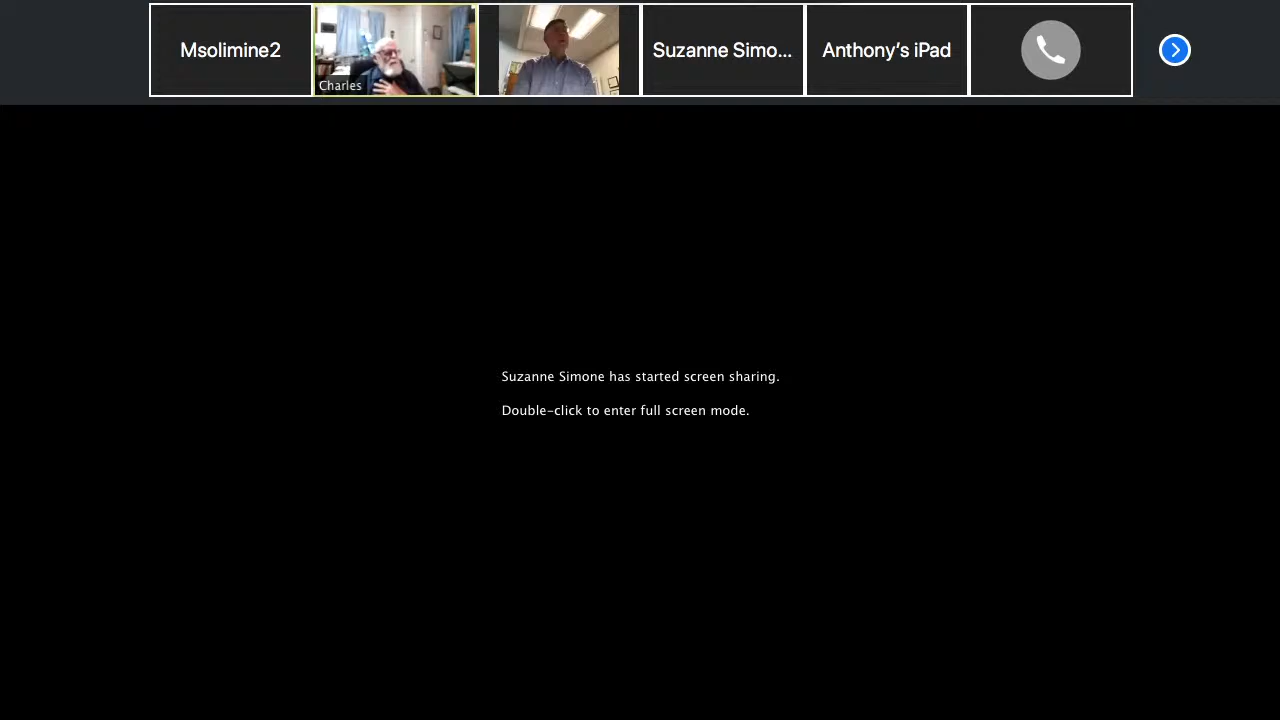 Msolimine2
Charles
Suzanne Simo...
Anthony's iPad
Suzanne Simone has started screen sharing.
Double-click to enter full screen mode.